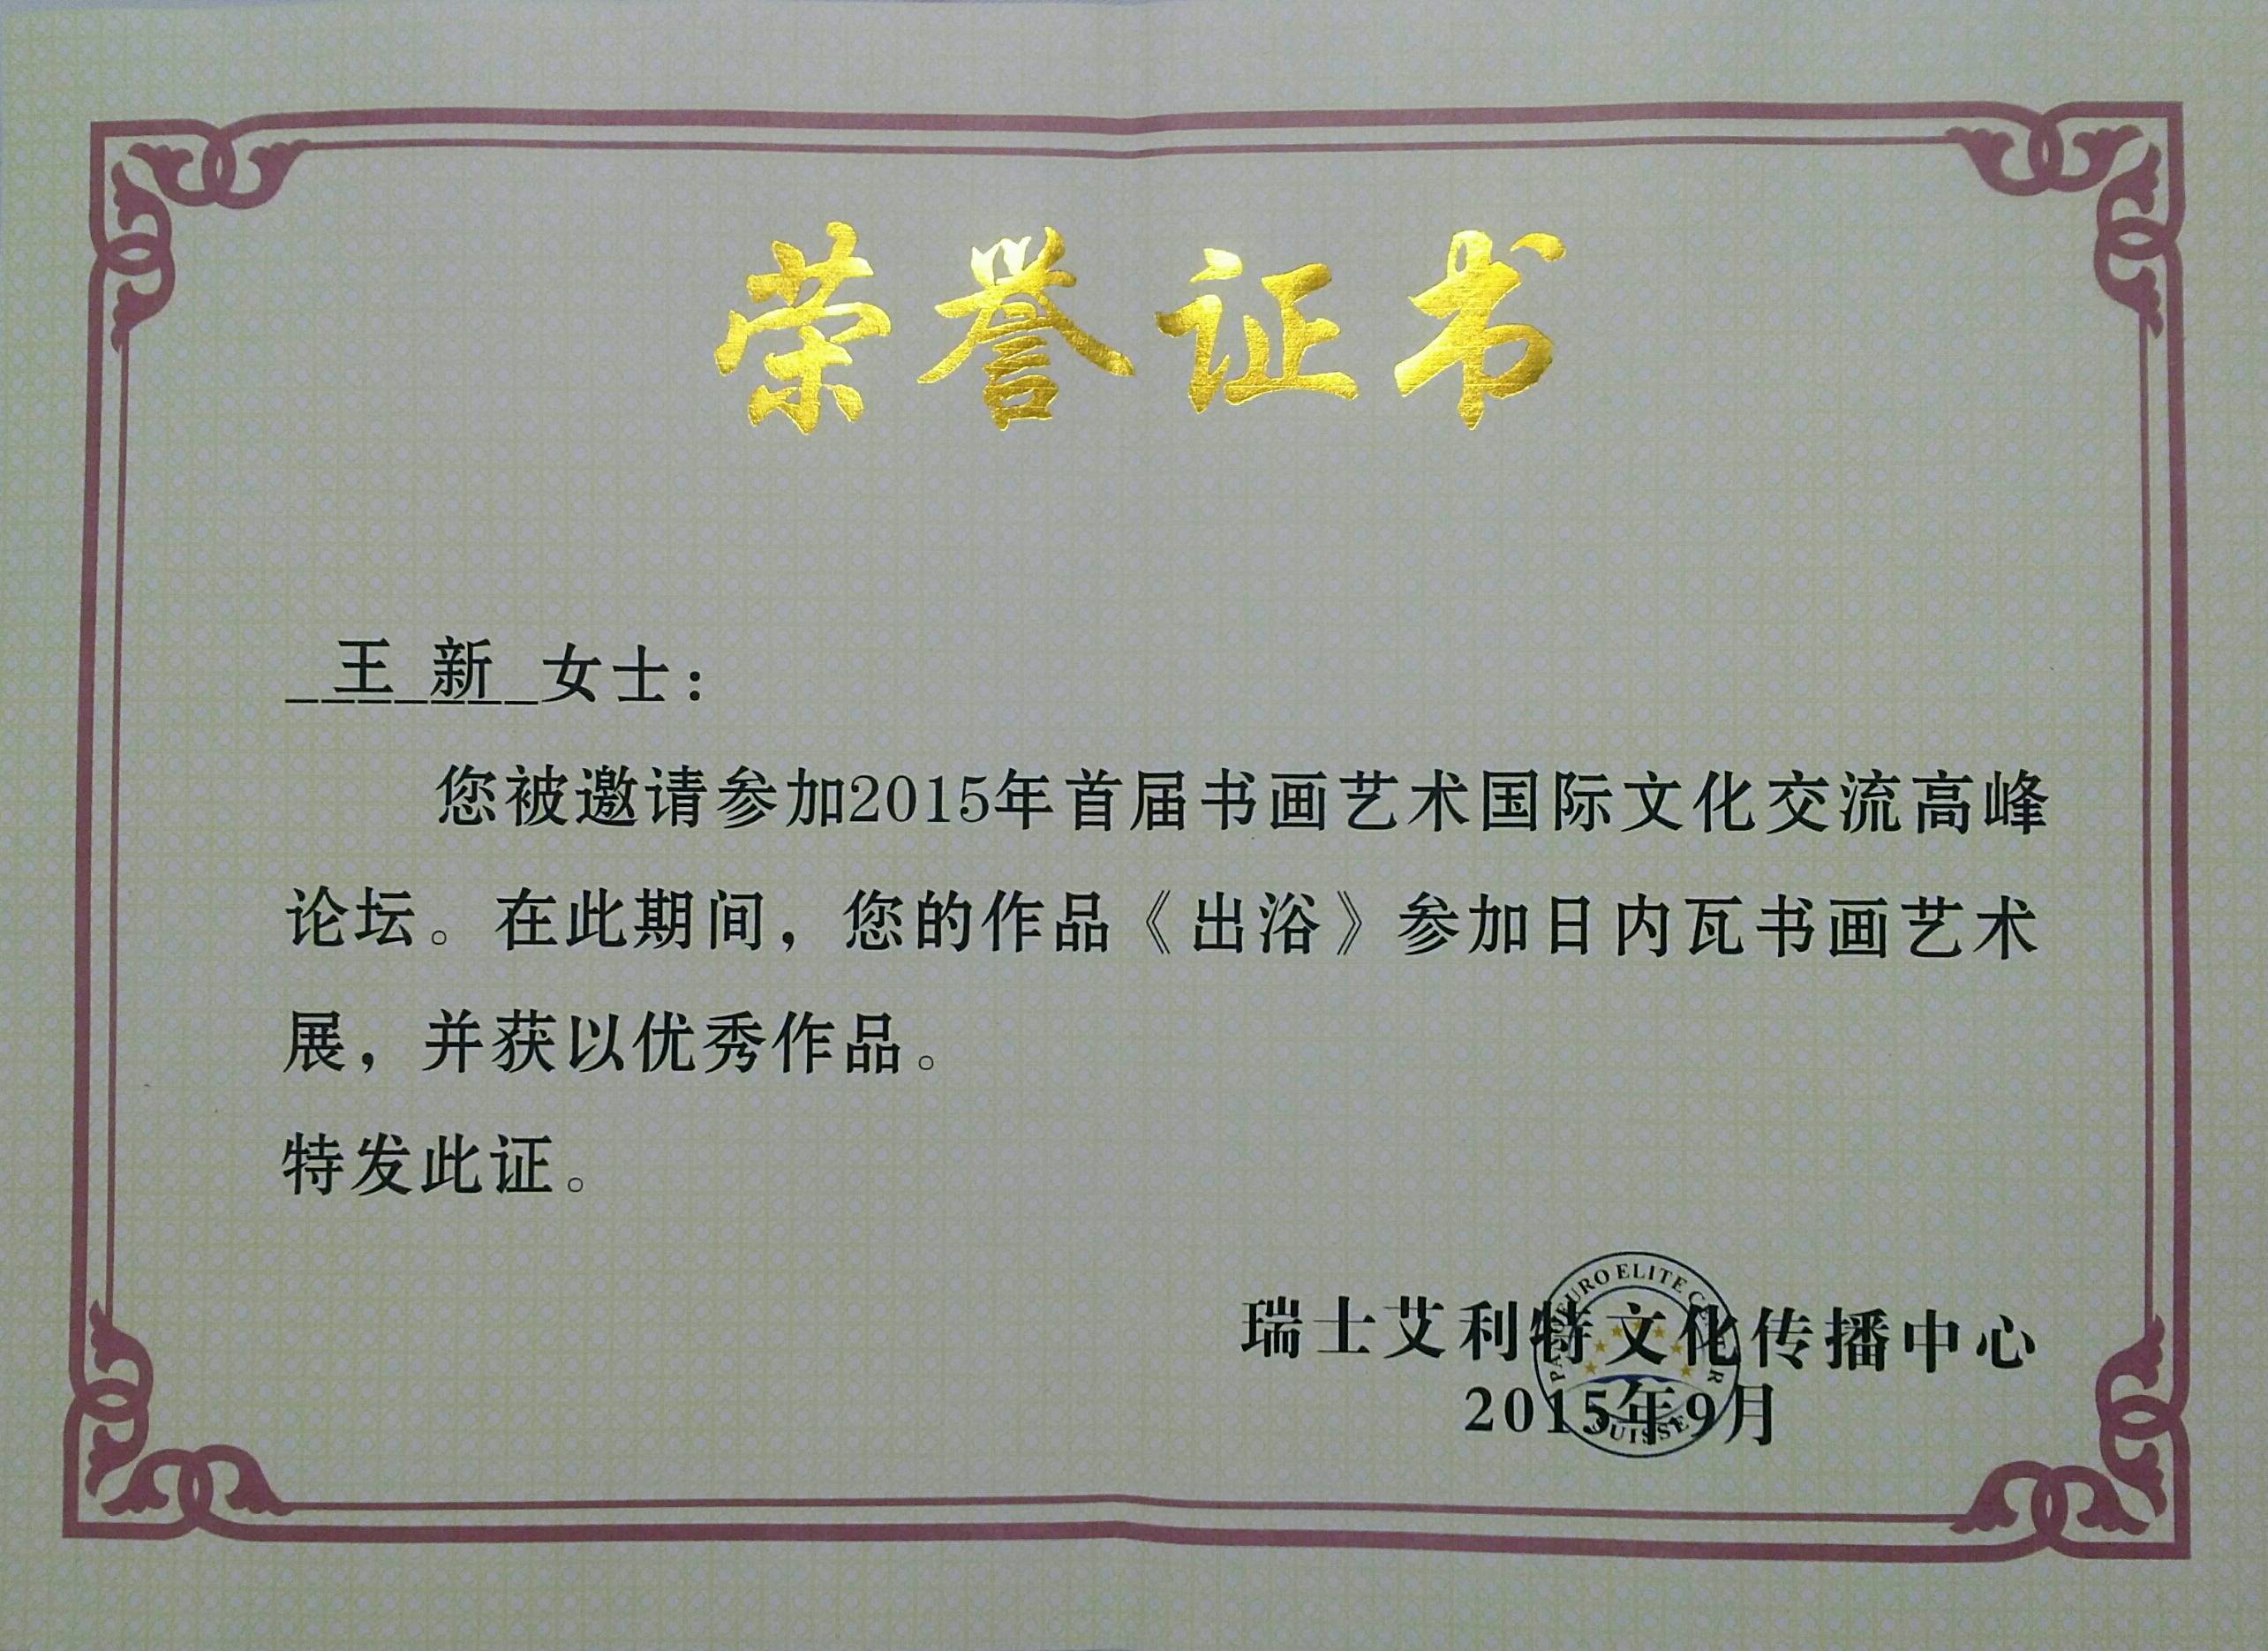 荣誉证书
王 新 女士：
您被邀请参加2015年首届书画艺术国际文化交流高峰
论坛。在此期间，您的作品《出浴》参加日内瓦书画艺术
展，并获以优秀作品。
特发此证。
瑞士艾利特文化传播中心
2015年9月
EURO ELITE
SUISSE